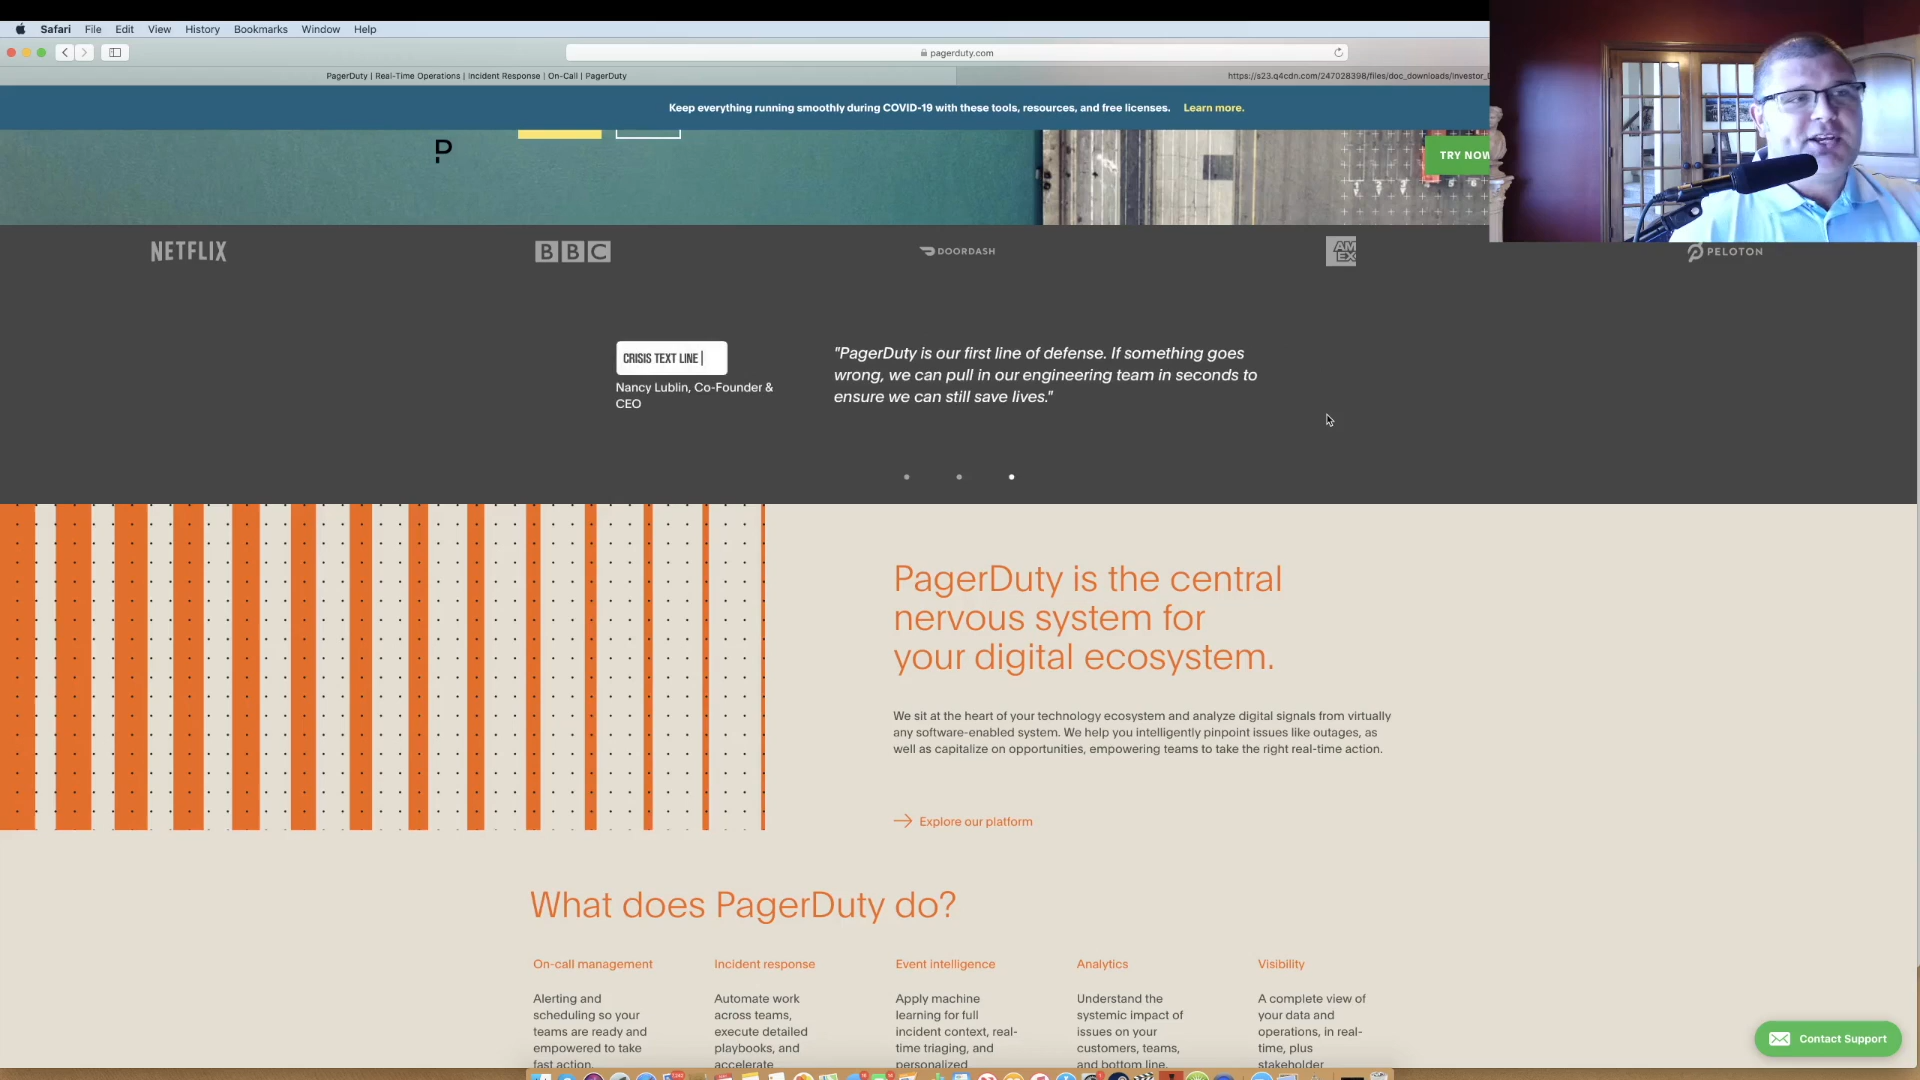 Safari File Edit View History Bookmarks Window Help
pagerduty.com
PagerDuty | Real-Time Operations | Incident Response | On-Call | PagerDuty
https://s23.q4cdn.com/247028398/files/doc_downloads/Investor_D
Keep everything running smoothly during COVID-19 with these tools, resources, and free licenses. Learn more.
P
TRY NOW
1 2 3 4 5 6
NETFLIX
BBC
DOORDASH
AM
EX
PELOTON
CRISIS TEXT LINE |
Nancy Lublin, Co-Founder &
CEO
"PagerDuty is our first line of defense. If something goes
wrong, we can pull in our engineering team in seconds to
ensure we can still save lives."
PagerDuty is the central
nervous system for
your digital ecosystem.
We sit at the heart of your technology ecosystem and analyze digital signals from virtually
any software-enabled system. We help you intelligently pinpoint issues like outages, as
well as capitalize on opportunities, empowering teams to take the right real-time action.
Explore our platform
What does PagerDuty do?
On-call management
Alerting and
scheduling so your
teams are ready and
empowered to take
fast action.
Incident response
Automate work
across teams,
execute detailed
playbooks, and
accelerate
Event intelligence
Apply machine
learning for full
incident context, real-
time triaging, and
personalized
Analytics
Understand the
systemic impact of
issues on your
customers, teams,
and bottom line.
Visibility
A complete view of
your data and
operations, in real-
time, plus
stakeholder
Contact Support